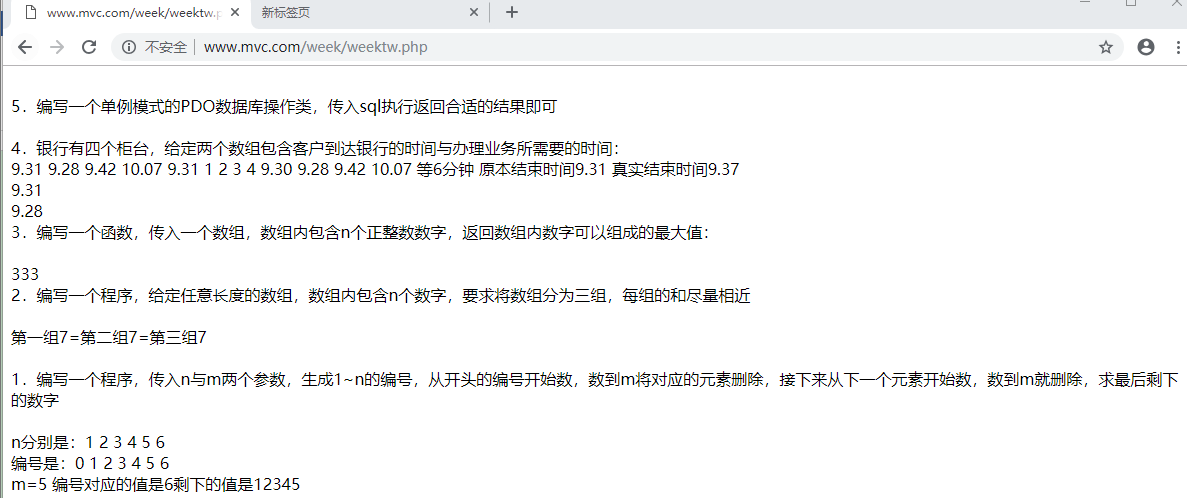 www.mvc.com/week/weektw.p
新标签页
不安全 | www.mvc.com/week/weektw.php
5．编写一个单例模式的PDO数据库操作类，传入sql执行返回合适的结果即可
4．银行有四个柜台，给定两个数组包含客户到达银行的时间与办理业务所需要的时间：
9.31 9.28 9.42 10.07 9.31 1 2 3 4 9.30 9.28 9.42 10.07 等6分钟 原本结束时间9.31 真实结束时间9.37
9.31
9.28
3．编写一个函数，传入一个数组，数组内包含n个正整数数字，返回数组内数字可以组成的最大值：
333
2．编写一个程序，给定任意长度的数组，数组内包含n个数字，要求将数组分为三组，每组的和尽量相近
第一组7=第二组7=第三组7
1．编写一个程序，传入n与m两个参数，生成1~n的编号，从开头的编号开始数，数到m将对应的元素删除，接下来从下一个元素开始数，数到m就删除，求最后剩下
的数字
n分别是：1 2 3 4 5 6
编号是：0 1 2 3 4 5 6
m=5 编号对应的值是6剩下的值是12345